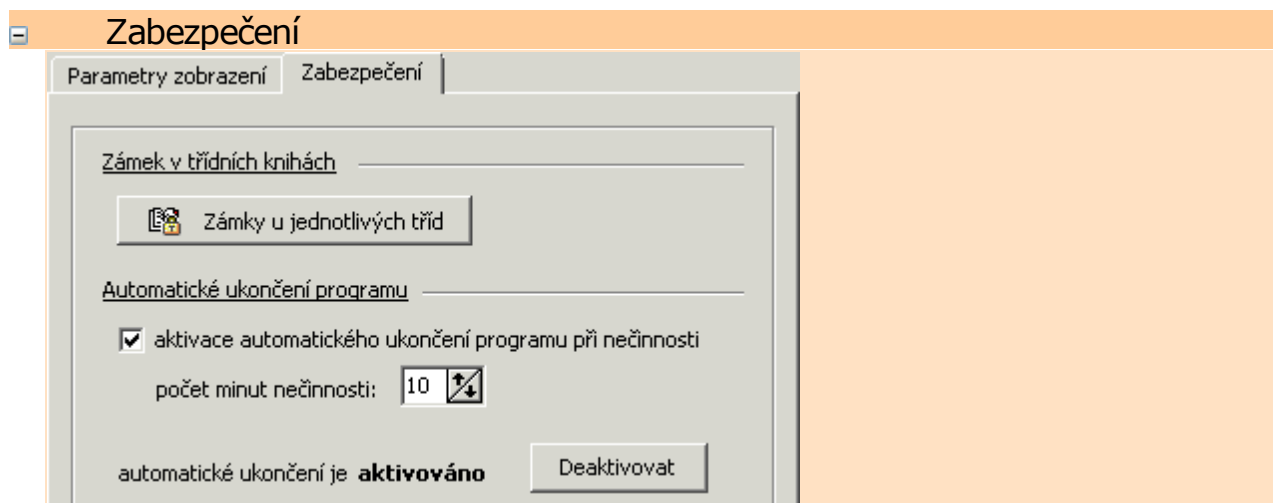 Zabezpečení
Parametry zobrazení Zabezpečení
Zámek v třídních knihách
Zámky u jednotlivých tříd
Automatické ukončení programu
aktivace automatického ukončení programu při nečinnosti
počet minut nečinnosti: 10
automatické ukončení je aktivováno Deaktivovat